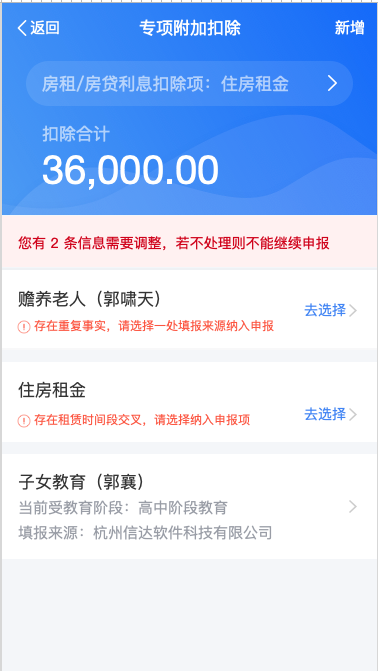 返回
专项附加扣除
新增
房租/房贷利息扣除项：住房租金
扣除合计
36,000.00
您有 2 条信息需要调整，若不处理则不能继续申报
赡养老人（郭啸天）
去选择
存在重复事实，请选择一处填报来源纳入申报
住房租金
去选择
存在租赁时间段交叉，请选择纳入申报项
子女教育（郭襄）
当前受教育阶段：高中阶段教育
填报来源：杭州信达软件科技有限公司